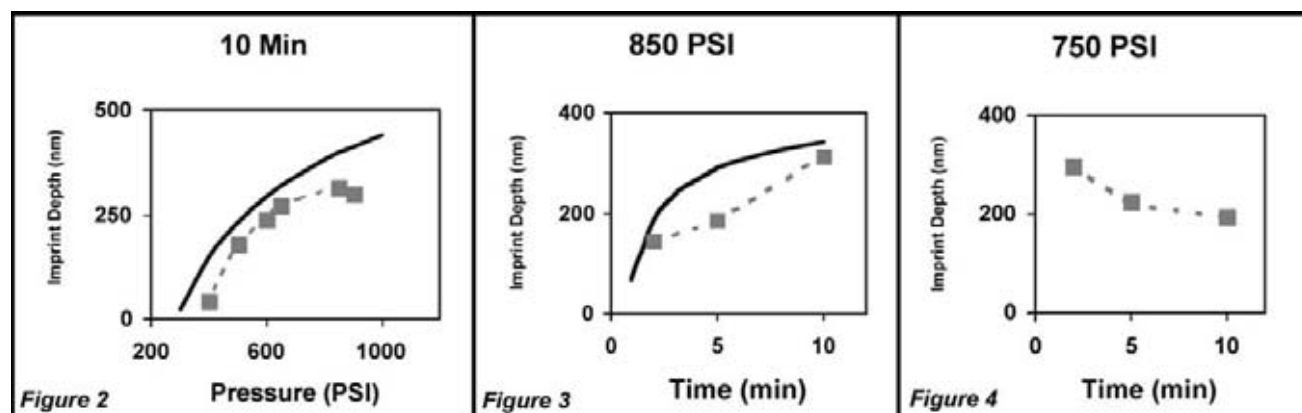 10 Min
Imprint Depth (nm)
500
250
0
200
600
1000
Pressure (PSI)
Figure 2
850 PSI
Imprint Depth (nm)
400
200
0
0
5
10
Time (min)
Figure 3
750 PSI
Imprint Depth (nm)
400
200
0
0
5
10
Time (min)
Figure 4